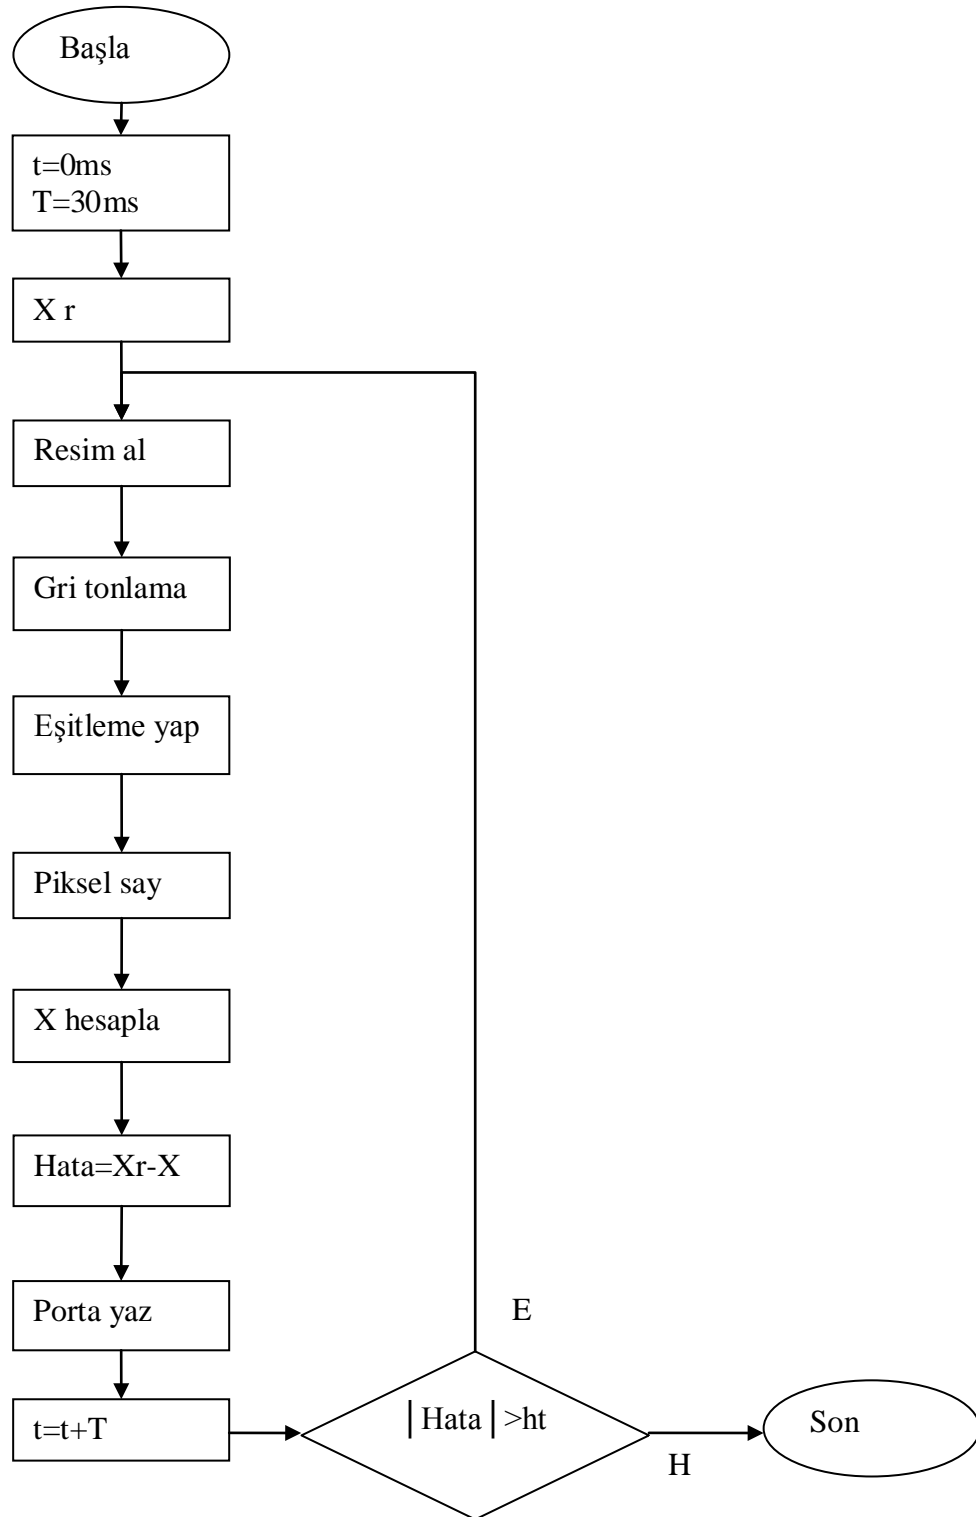 Başla
t=0ms
T=30ms
X r
Resim al
Gri tonlama
Eşitleme yap
Piksel say
X hesapla
Hata=Xr-X
Porta yaz
t=t+T
E
|Hata|>ht
H
Son